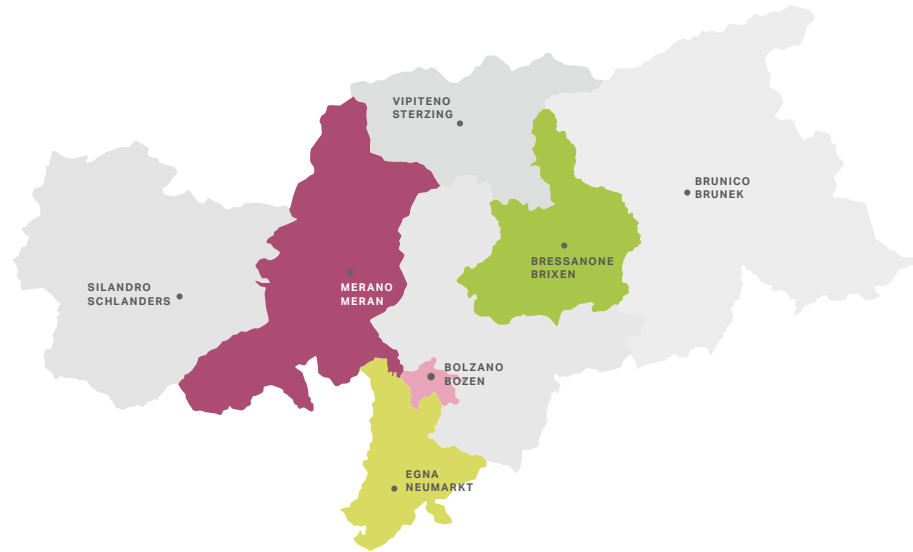 VIPITENO
STERZING
BRUNICO
BRUNEK
BRESSANONE
BRIXEN
SILANDRO
SCHLANDERS
MERANO
MERAN
BOLZANO
BOZEN
EGNA
NEUMARKT